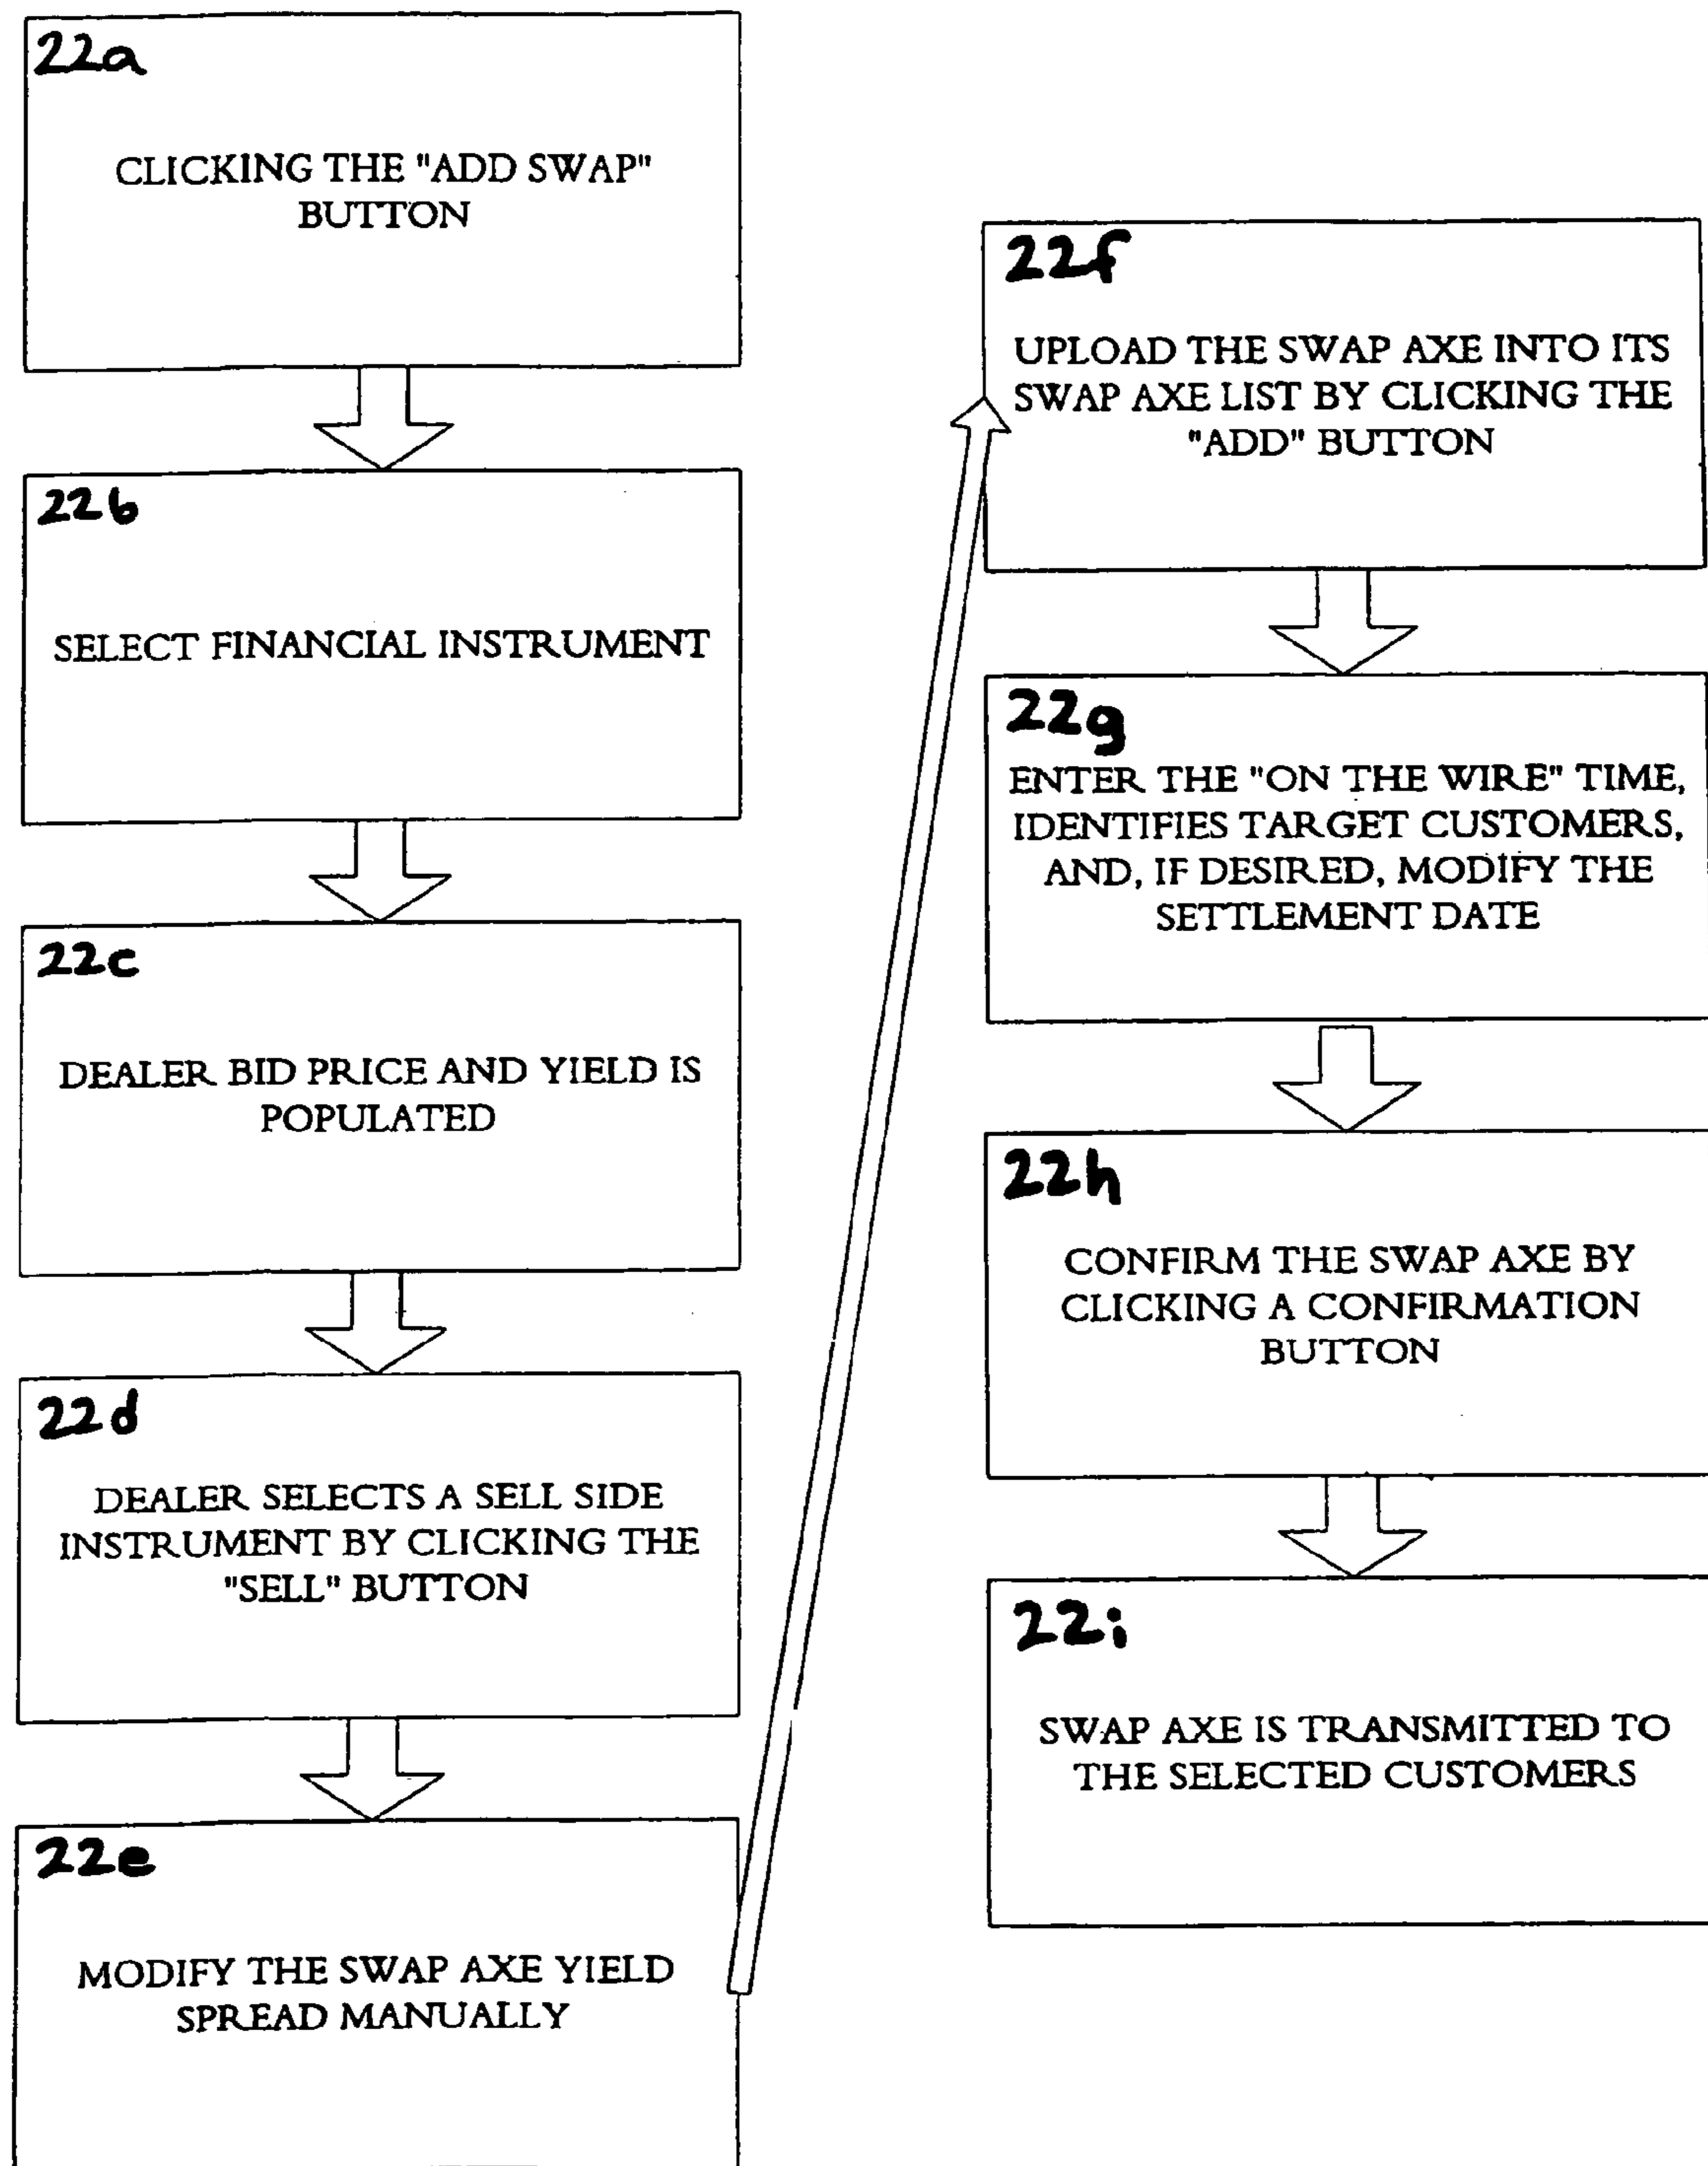 22a
CLICKING THE "ADD SWAP"
BUTTON
22b
SELECT FINANCIAL INSTRUMENT
22c
DEALER BID PRICE AND YIELD IS
POPULATED
22d
DEALER SELECTS A SELL SIDE
INSTRUMENT BY CLICKING THE
"SELL" BUTTON
22e
MODIFY THE SWAP AXE YIELD
SPREAD MANUALLY
22f
UPLOAD THE SWAP AXE INTO ITS
SWAP AXE LIST BY CLICKING THE
"ADD" BUTTON
22g
ENTER THE "ON THE WIRE" TIME,
IDENTIFIES TARGET CUSTOMERS,
AND, IF DESIRED, MODIFY THE
SETTLEMENT DATE
22h
CONFIRM THE SWAP AXE BY
CLICKING A CONFIRMATION
BUTTON
22i
SWAP AXE IS TRANSMITTED TO
THE SELECTED CUSTOMERS